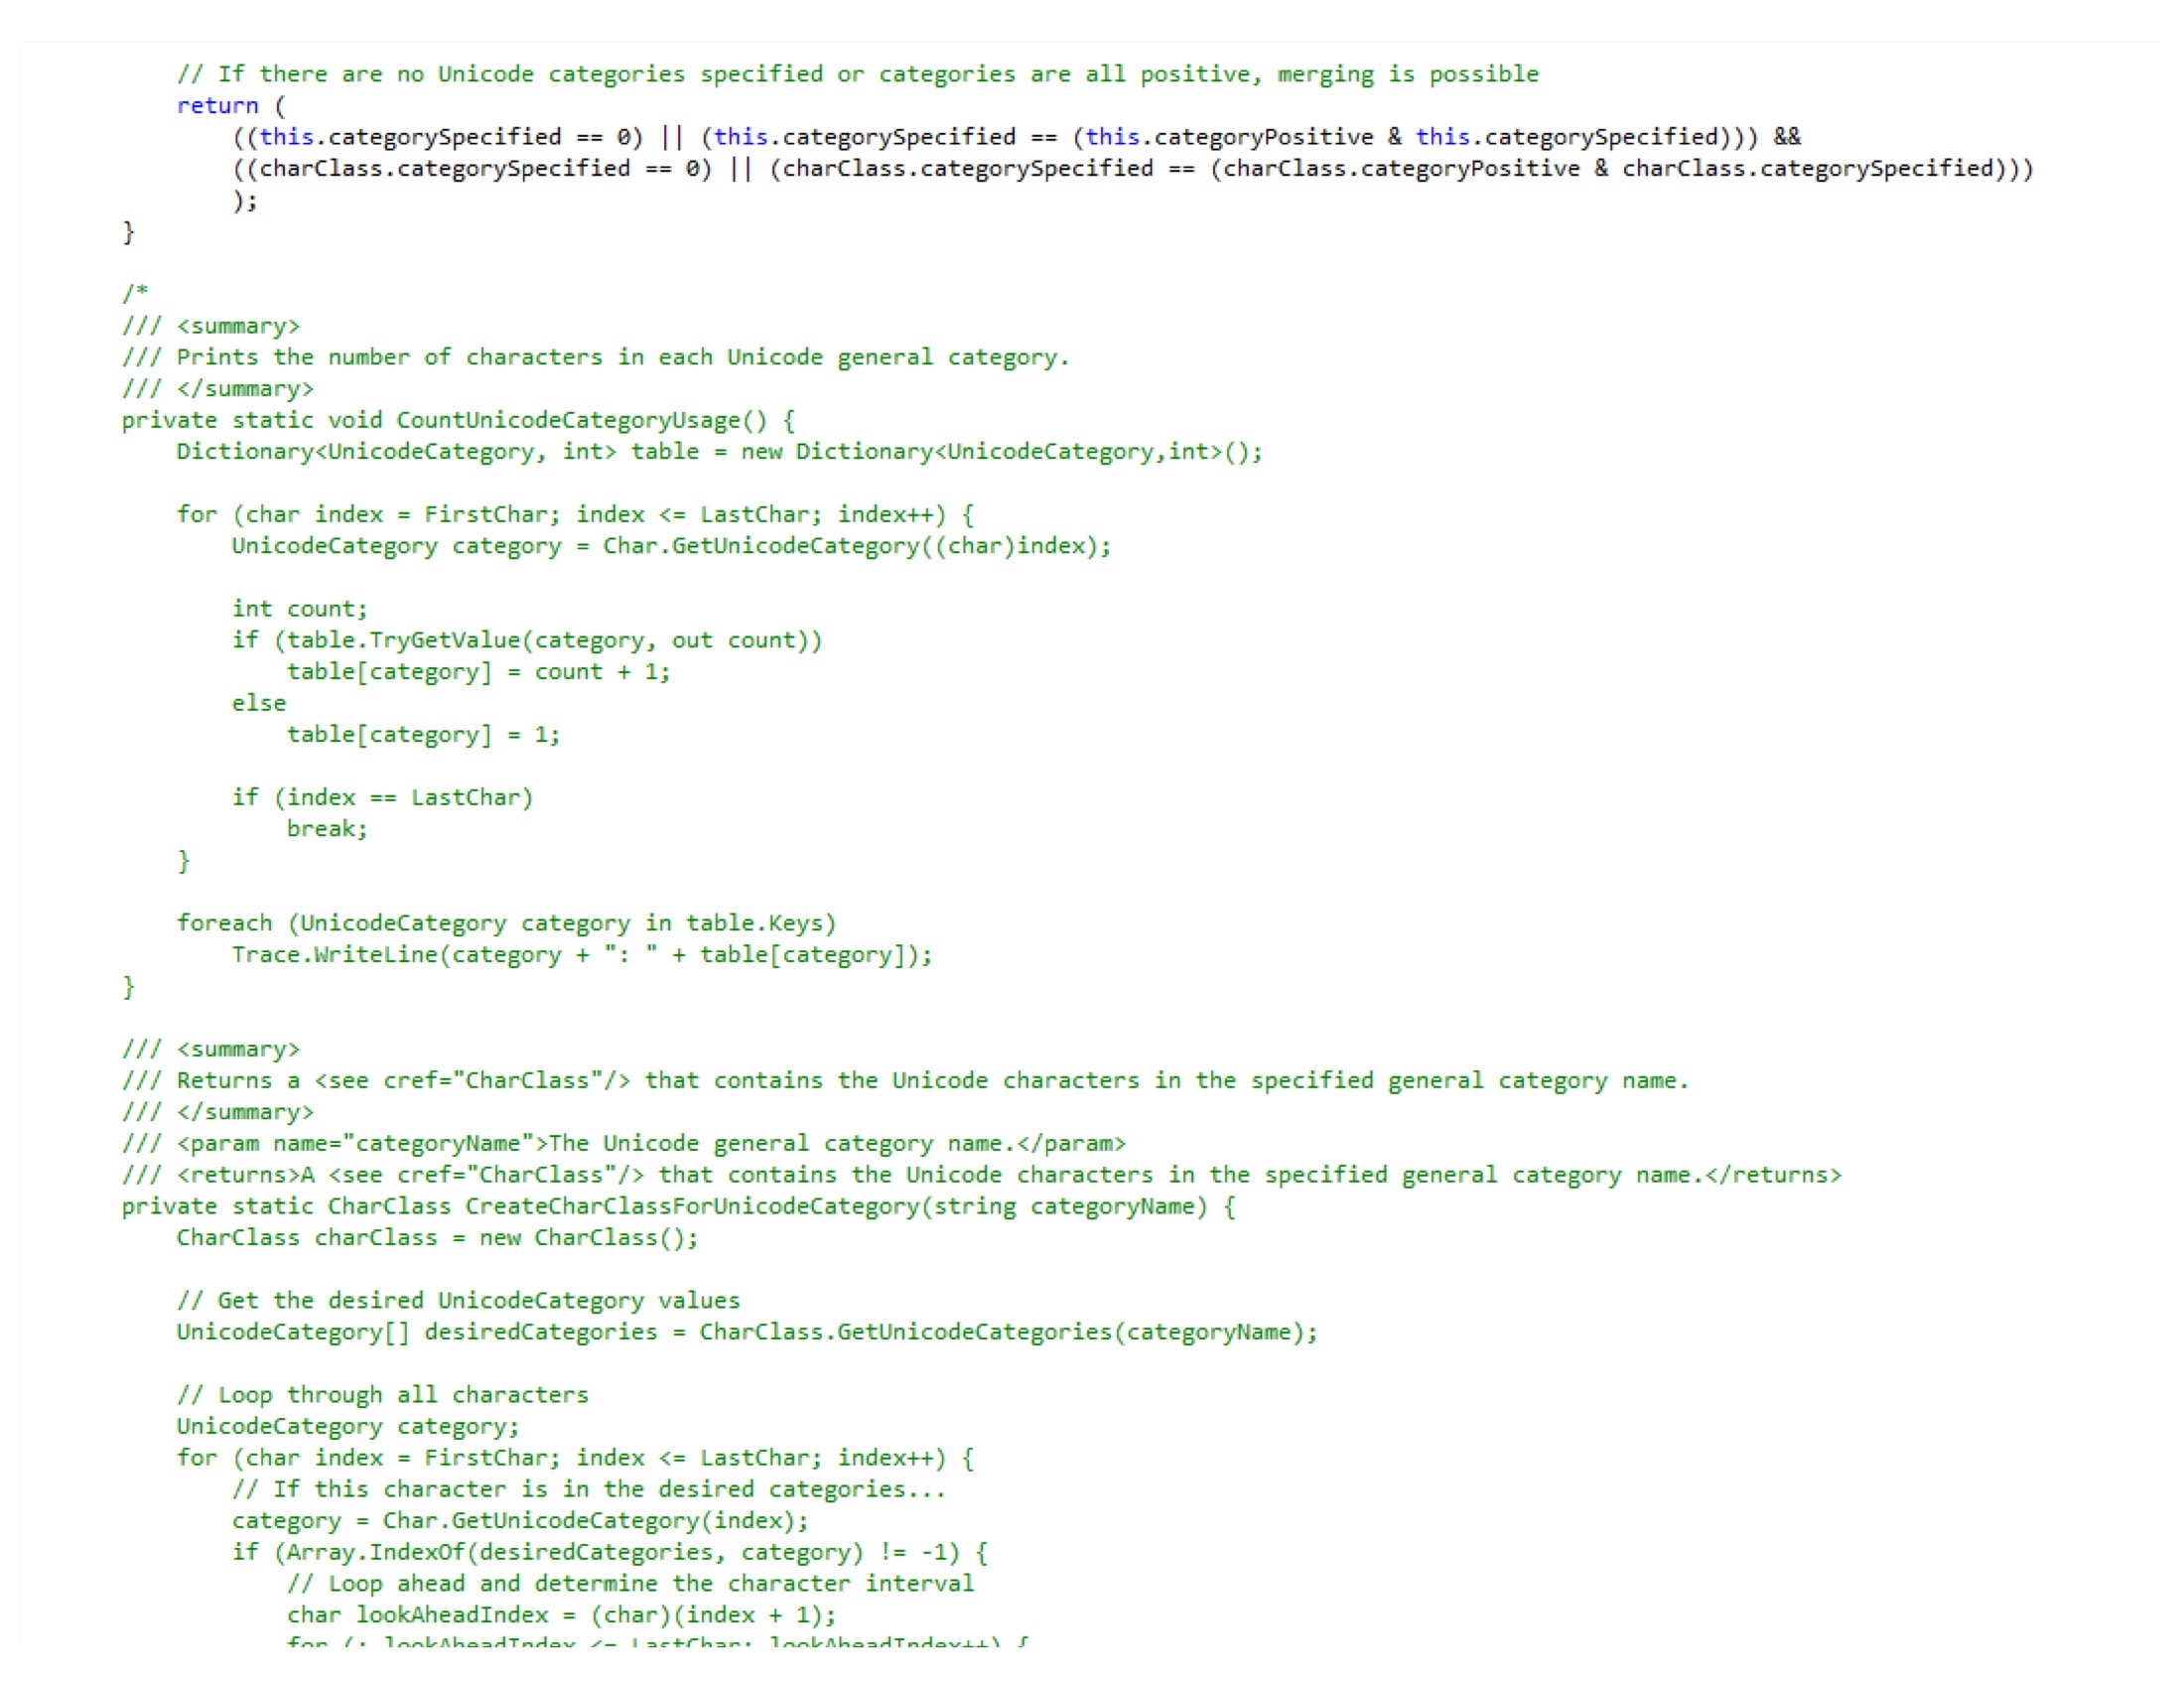 // If there are no Unicode categories specified or categories are all positive, merging is possible
return (
((this.categorySpecified == 0) || (this.categorySpecified == (this.categoryPositive & this.categorySpecified))) &&
((charClass.categorySpecified == 0) || (charClass.categorySpecified == (charClass.categoryPositive & charClass.categorySpecified)))
);
}
/*
/// <summary>
/// Prints the number of characters in each Unicode general category.
/// </summary>
private static void CountUnicodeCategoryUsage() {
Dictionary<UnicodeCategory, int> table = new Dictionary<UnicodeCategory,int>();
for (char index = FirstChar; index <= LastChar; index++) {
UnicodeCategory category = Char.GetUnicodeCategory((char)index);
int count;
if (table.TryGetValue(category, out count))
table[category] = count + 1;
else
table[category] = 1;
if (index == LastChar)
break;
}
foreach (UnicodeCategory category in table.Keys)
Trace.WriteLine(category + ": " + table[category]);
}
/// <summary>
/// Returns a <see cref="CharClass"/> that contains the Unicode characters in the specified general category name.
/// </summary>
/// <param name="categoryName">The Unicode general category name.</param>
/// <returns>A <see cref="CharClass"/> that contains the Unicode characters in the specified general category name.</returns>
private static CharClass CreateCharClassForUnicodeCategory(string categoryName) {
CharClass charClass = new CharClass();
// Get the desired UnicodeCategory values
UnicodeCategory[] desiredCategories = CharClass.GetUnicodeCategories(categoryName);
// Loop through all characters
UnicodeCategory category;
for (char index = FirstChar; index <= LastChar; index++) {
// If this character is in the desired categories...
category = Char.GetUnicodeCategory(index);
if (Array.IndexOf(desiredCategories, category) != -1) {
// Loop ahead and determine the character interval
char lookAheadIndex = (char)(index + 1);
for (; lookAheadIndex <= LastChar; lookAheadIndex++) {